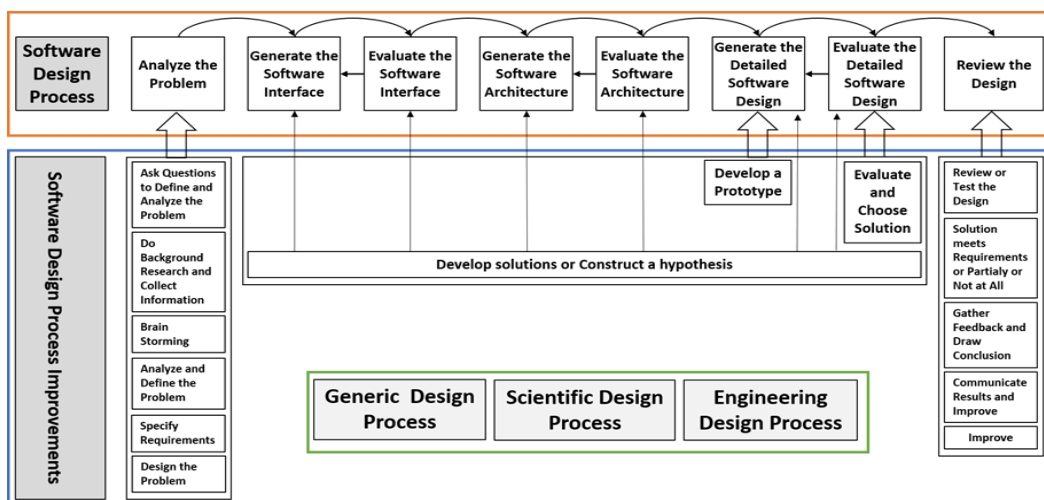 Software
Design
Process
Analyze the
Problem
Generate the
Software
Interface
Evaluate the
Software
Interface
Generate the
Software
Architecture
Evaluate the
Software
Architecture
Generate the
Detailed
Software
Design
Evaluate the
Detailed
Software
Design
Review the
Design
Software Design Process Improvements
Ask Questions
to Define and
Analyze the
Problem
Do
Background
Research and
Collect
Information
Brain
Storming
Analyze and
Define the
Problem
Specify
Requirements
Design the
Problem
Develop a
Prototype
Evaluate
and
Choose
Solution
Develop solutions or Construct a hypothesis
Review or
Test the
Design
Solution
meets
Requirements
or Partialy or
Not at All
Gather
Feedback and
Draw
Conclusion
Communicate
Results and
Improve
Improve
Generic Design
Process
Scientific Design
Process
Engineering
Design Process